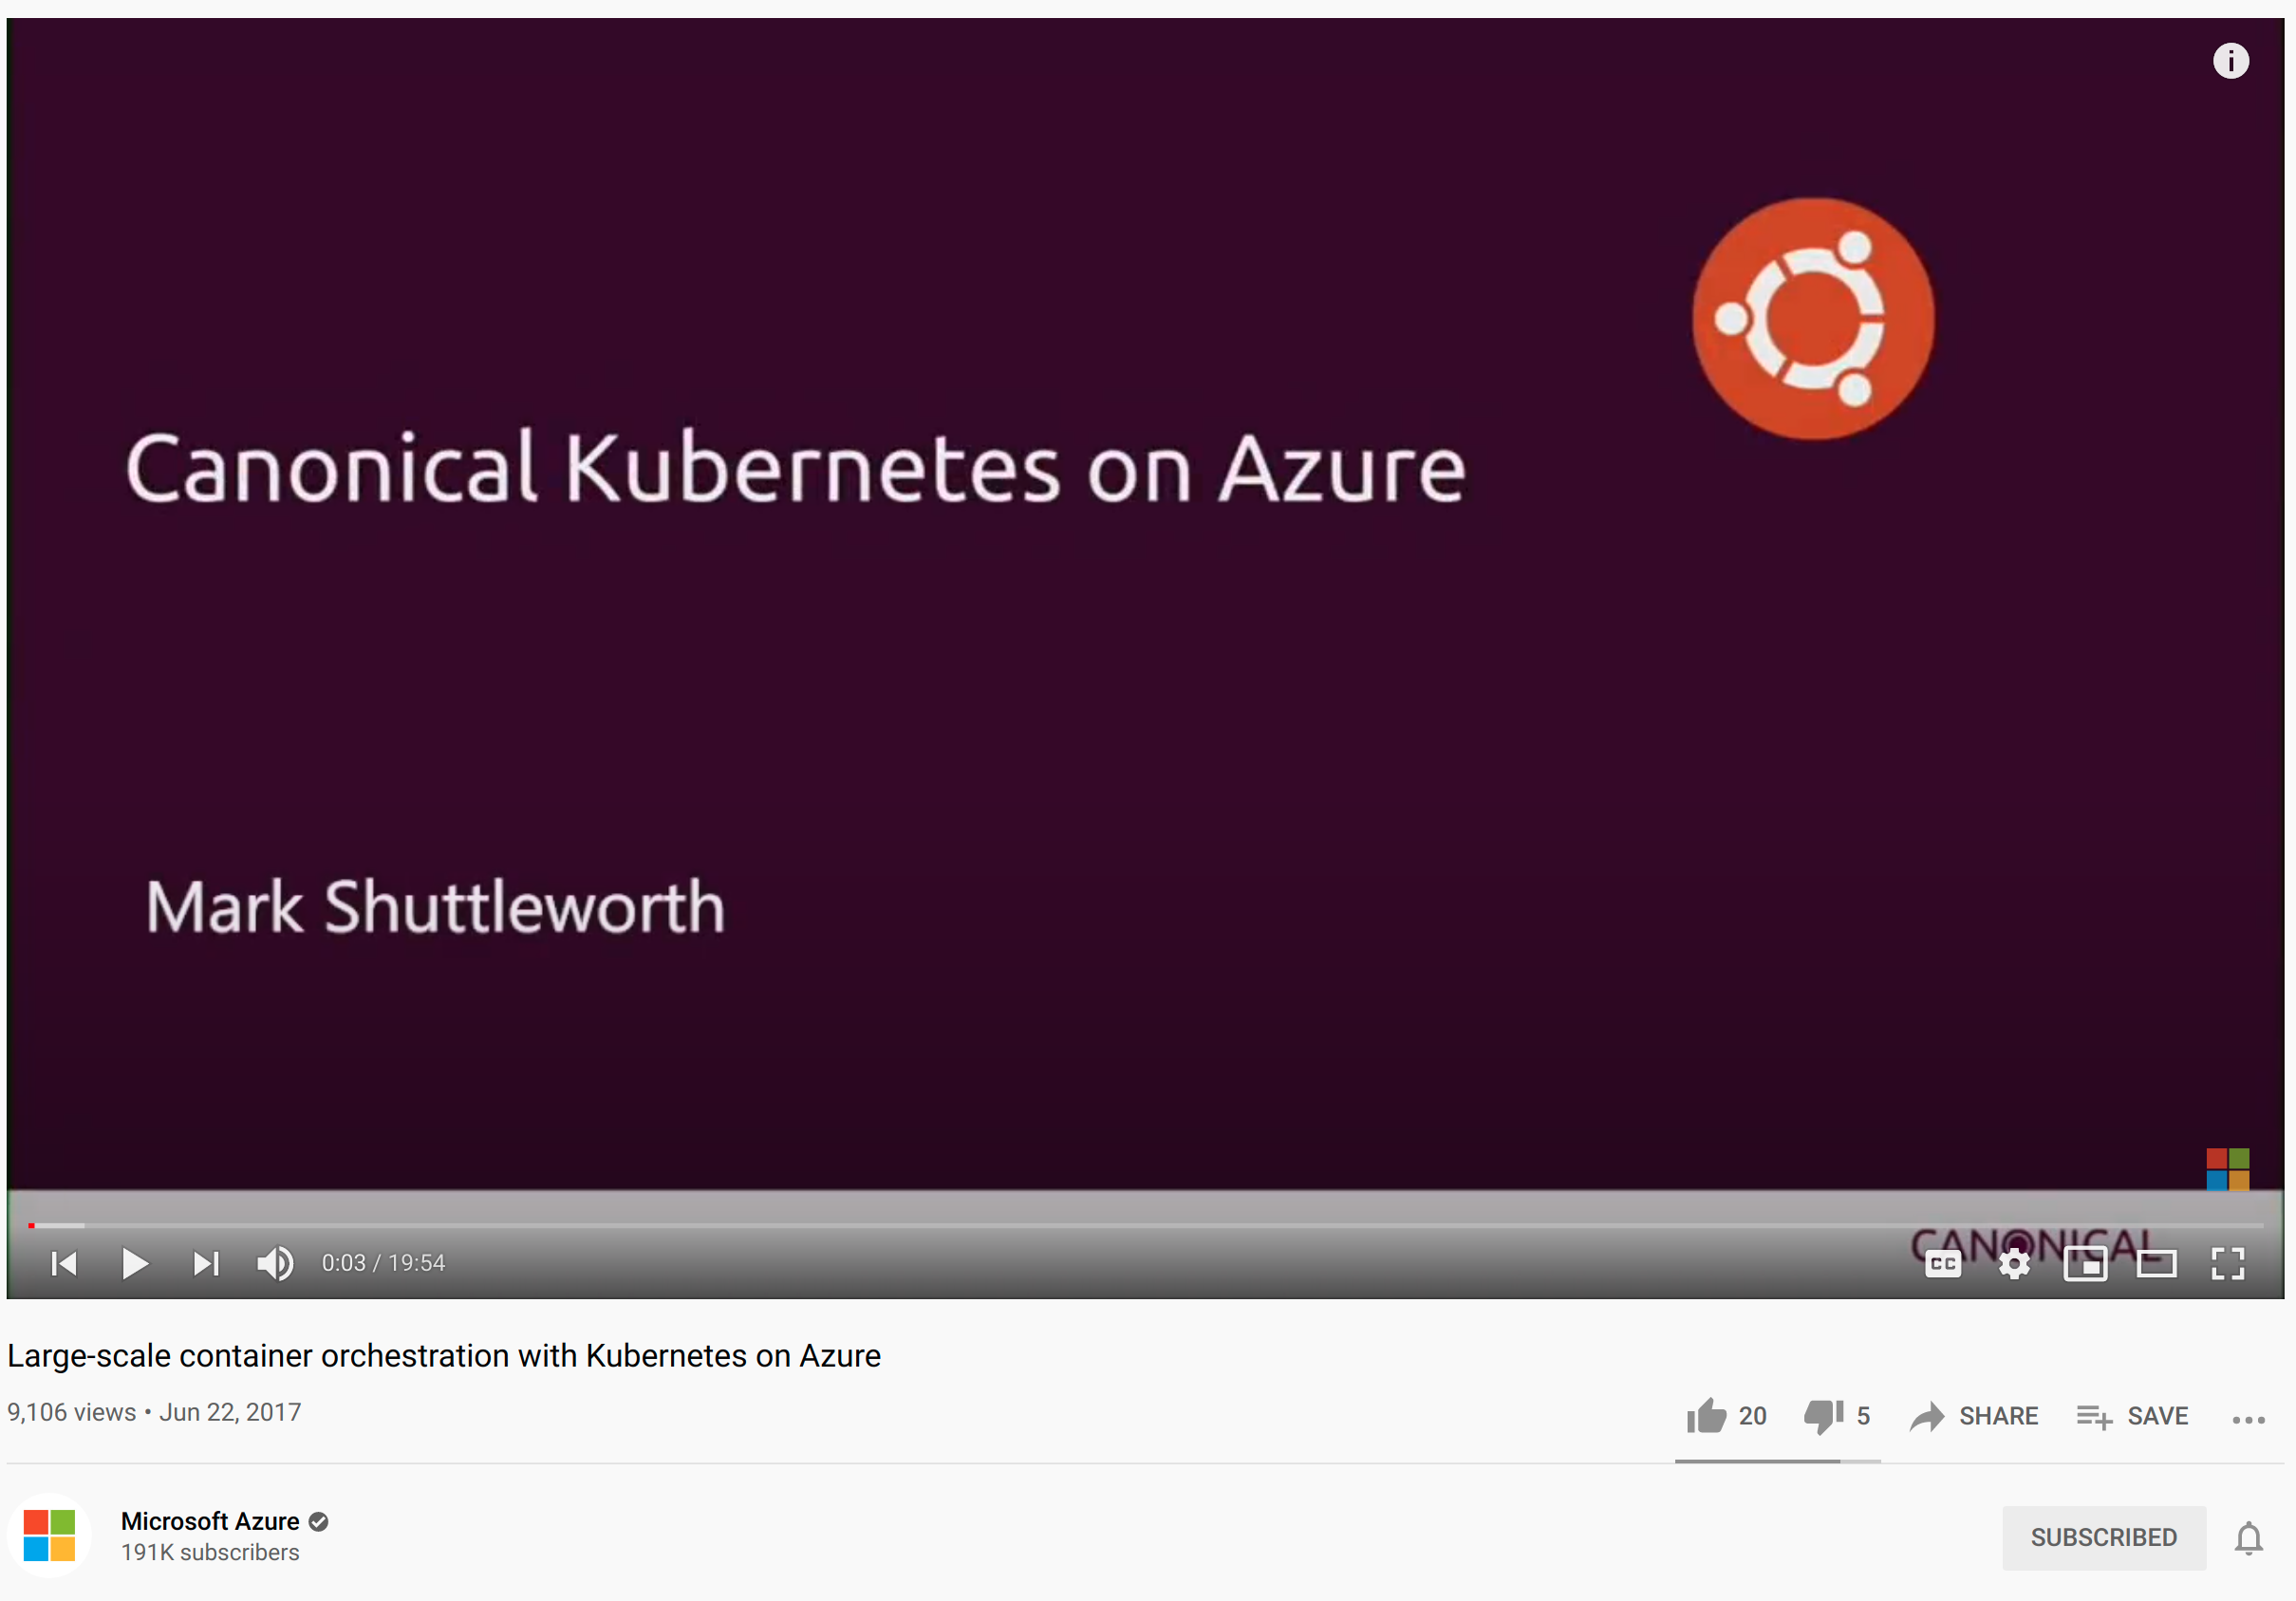 Canonical Kubernetes on Azure
Mark Shuttleworth
CANONICAL
0:03 / 19:54
CC
Large-scale container orchestration with Kubernetes on Azure
9,106 views • Jun 22, 2017
20 5 SHARE SAVE
Microsoft Azure
191K subscribers
SUBSCRIBED